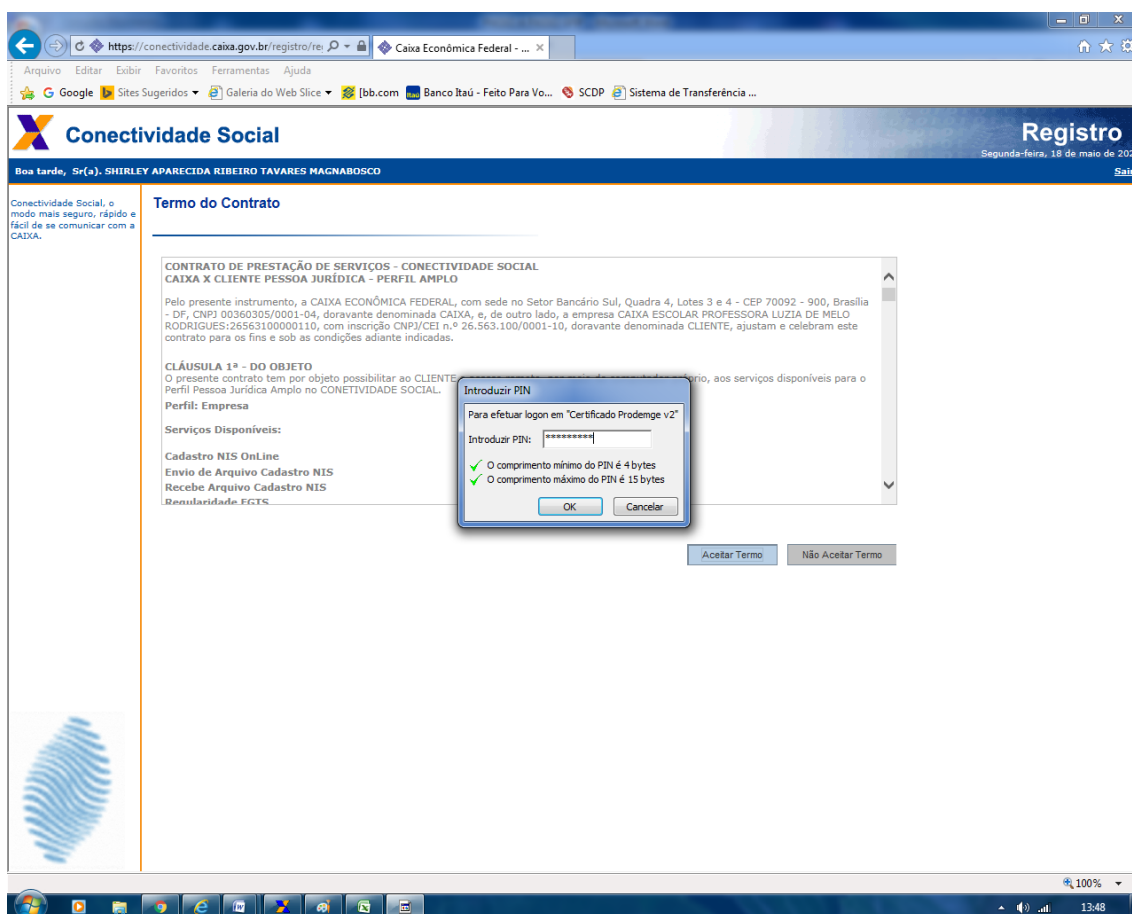 https://conectividade.caixa.gov.br/registro/re
Caixa Econômica Federal - ...
Arquivo Editar Exibir Favoritos Ferramentas Ajuda
Google Sites Sugeridos Galeria do Web Slice [bb.com Banco Itaú - Feito Para Vo... SCDP Sistema de Transferência ...
Conectividade Social
Registro
Segunda-feira, 18 de maio de 202
Boa tarde, Sr(a). SHIRLEY APARECIDA RIBEIRO TAVARES MAGNABOSCO
Sair
Conectividade Social, o
modo mais seguro, rápido e
fácil de se comunicar com a
CAIXA.
Termo do Contrato
CONTRATO DE PRESTAÇÃO DE SERVIÇOS - CONECTIVIDADE SOCIAL
CAIXA X CLIENTE PESSOA JURÍDICA - PERFIL AMPLO
Pelo presente instrumento, a CAIXA ECONÔMICA FEDERAL, com sede no Setor Bancário Sul, Quadra 4, Lotes 3 e 4 - CEP 70092 - 900, Brasília
- DF, CNPJ 00360305/0001-04, doravante denominada CAIXA, e, de outro lado, a empresa CAIXA ESCOLAR PROFESSORA LUZIA DE MELO
RODRIGUES:26563100000110, com inscrição CNPJ/CEI n.º 26.563.100/0001-10, doravante denominada CLIENTE, ajustam e celebram este
contrato para os fins e sob as condições adiante indicadas.
CLÁUSULA 1ª - DO OBJETO
O presente contrato tem por objeto possibilitar ao CLIENTE prio, aos serviços disponíveis para o
Perfil Pessoa Jurídica Amplo no CONETIVIDADE SOCIAL.
Perfil: Empresa
Serviços Disponíveis:
Cadastro NIS OnLine
Envio de Arquivo Cadastro NIS
Recebe Arquivo Cadastro NIS
Regularidade FGTS
Introduzir PIN
Para efetuar logon em "Certificado Prodemge v2"
Introduzir PIN: *********
O comprimento mínimo do PIN é 4 bytes
O comprimento máximo do PIN é 15 bytes
OK Cancelar
Aceitar Termo Não Aceitar Termo
100%
13:48